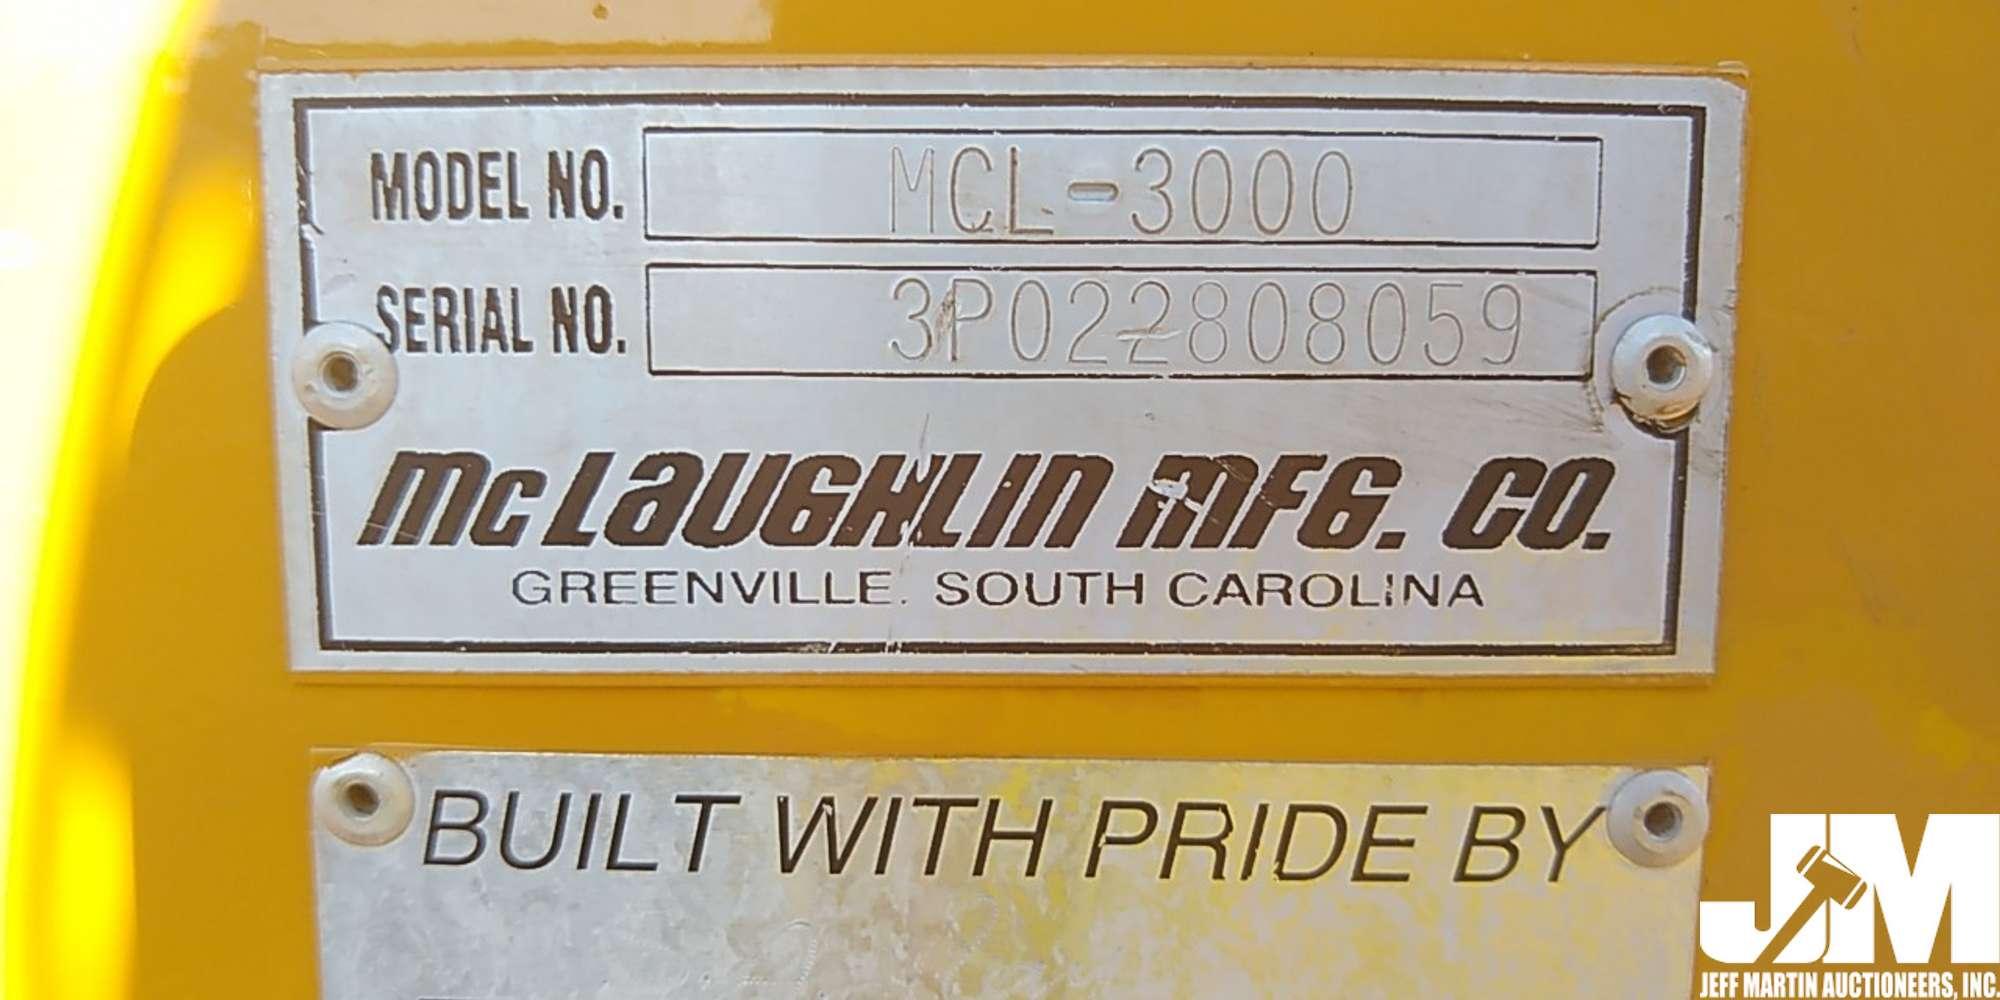 MODEL NO. MCL-3000
SERIAL NO. 3P022808059
McLAUGHLIN MFG. CO.
GREENVILLE, SOUTH CAROLINA
BUILT WITH PRIDE BY
JM
JEFF MARTIN AUCTIONEERS, INC.